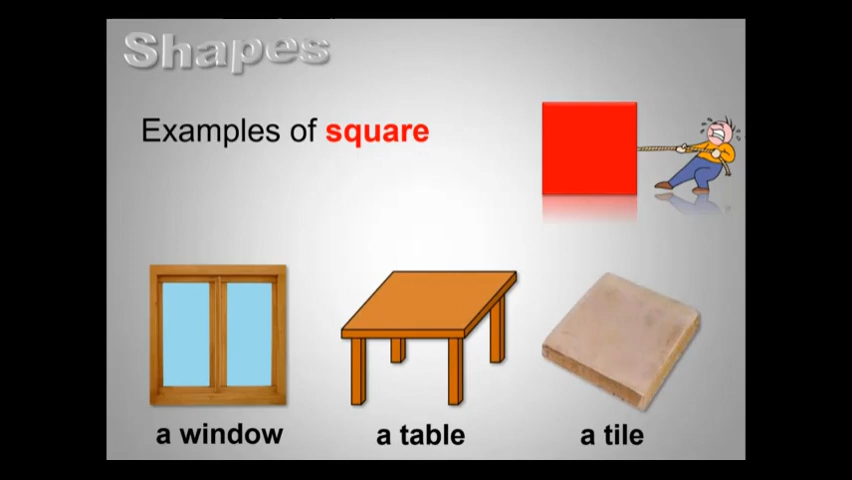 Shapes
Examples of square
a window
a table
a tile